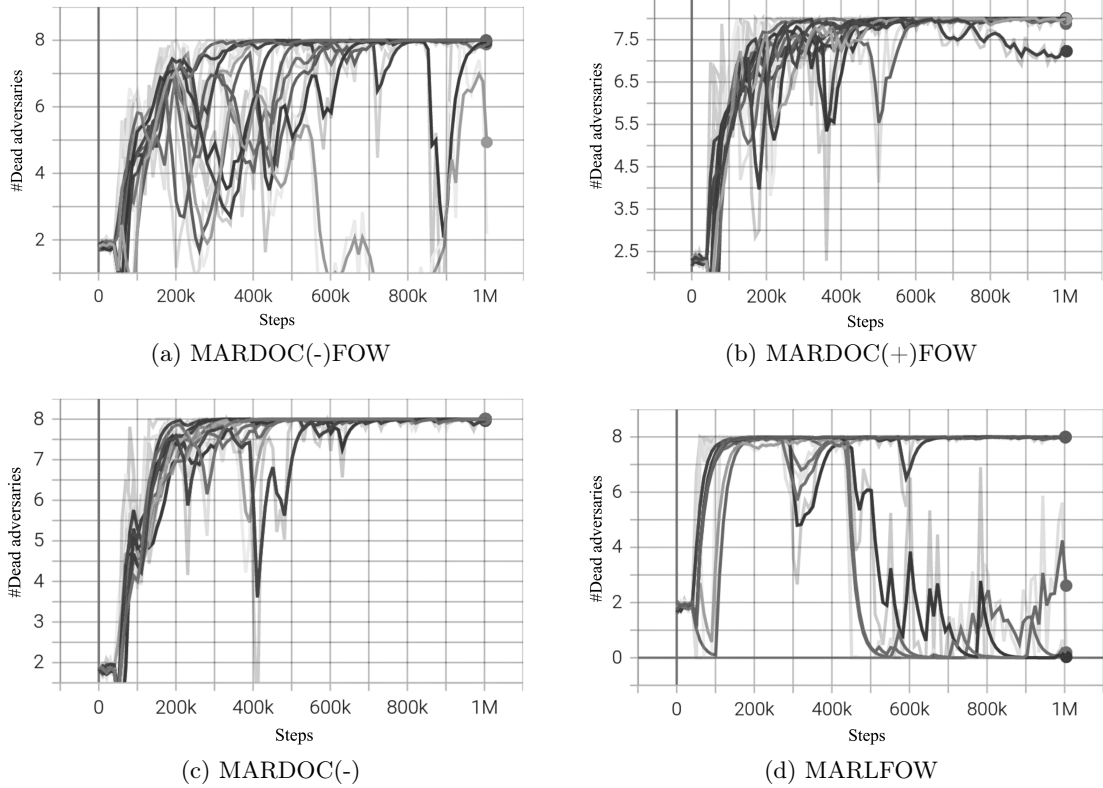 #Dead adversaries
8
6
4
2
0 200k 400k 600k 800k 1M
Steps
(a) MARDOC(-)FOW
#Dead adversaries
7.5
6.5
5.5
4.5
3.5
2.5
0 200k 400k 600k 800k 1M
Steps
(b) MARDOC(+)FOW
#Dead adversaries
8
7
6
5
4
3
2
0 200k 400k 600k 800k 1M
Steps
(c) MARDOC(-)
#Dead adversaries
8
6
4
2
0
0 200k 400k 600k 800k 1M
Steps
(d) MARLFOW